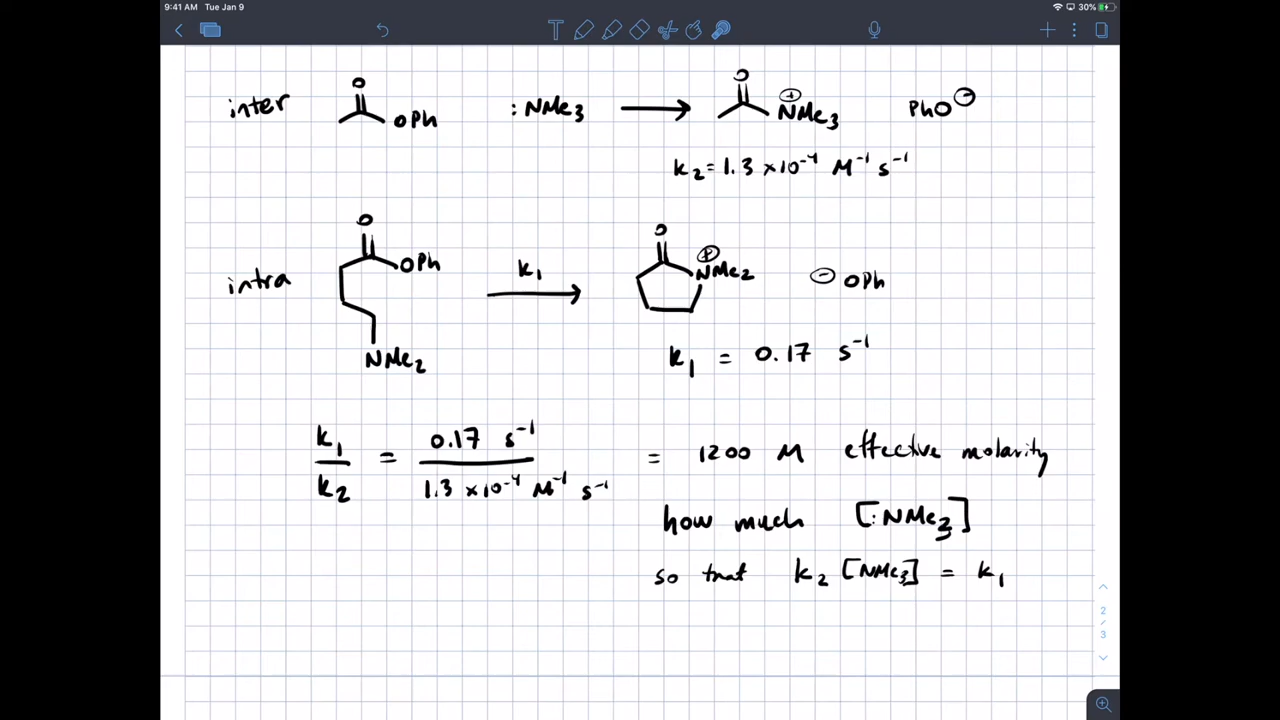 9:41 AM Tue Jan 9
30%
T
inter O OPh :NMe3 ⟶ O ⊕ NMe3 PhO ⊖
k2 = 1.3 × 10⁻⁴ M⁻¹ s⁻¹
intra O OPh NMe2 k1 ⟶ O ⊕ NMe2 ⊖ OPh
k1 = 0.17 s⁻¹
k1 / k2 = 0.17 s⁻¹ / 1.3 × 10⁻⁴ M⁻¹ s⁻¹ = 1200 M effective molarity
how much [:NMe3]
so that k2 [NMe3] = k1
2
/
3